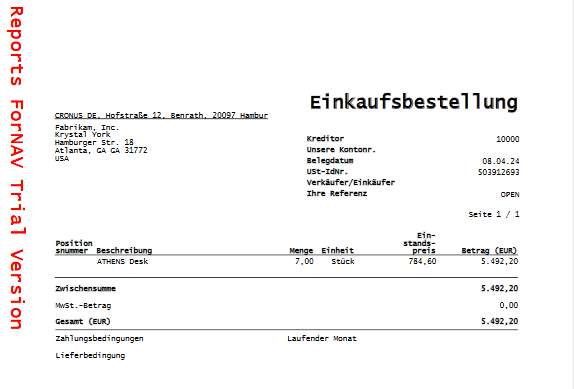 Reports ForNAV Trial Version
Einkaufsbestellung
CRONUS DE, Hofstraße 12, Benrath, 20097 Hambur
Fabrikam, Inc.
Krystal York
Hamburger Str. 18
Atlanta, GA GA 31772
USA
Kreditor 10000
Unsere Kontonr.
Belegdatum 08.04.24
USt-IdNr. 503912693
Verkäufer/Einkäufer
Ihre Referenz OPEN
Seite 1 / 1
Position
snummer Beschreibung Menge Einheit Ein-
stands-
preis Betrag (EUR)
ATHENS Desk 7,00 Stück 784,60 5.492,20
Zwischensumme 5.492,20
MwSt.-Betrag 0,00
Gesamt (EUR) 5.492,20
Zahlungsbedingungen Laufender Monat
Lieferbedingung